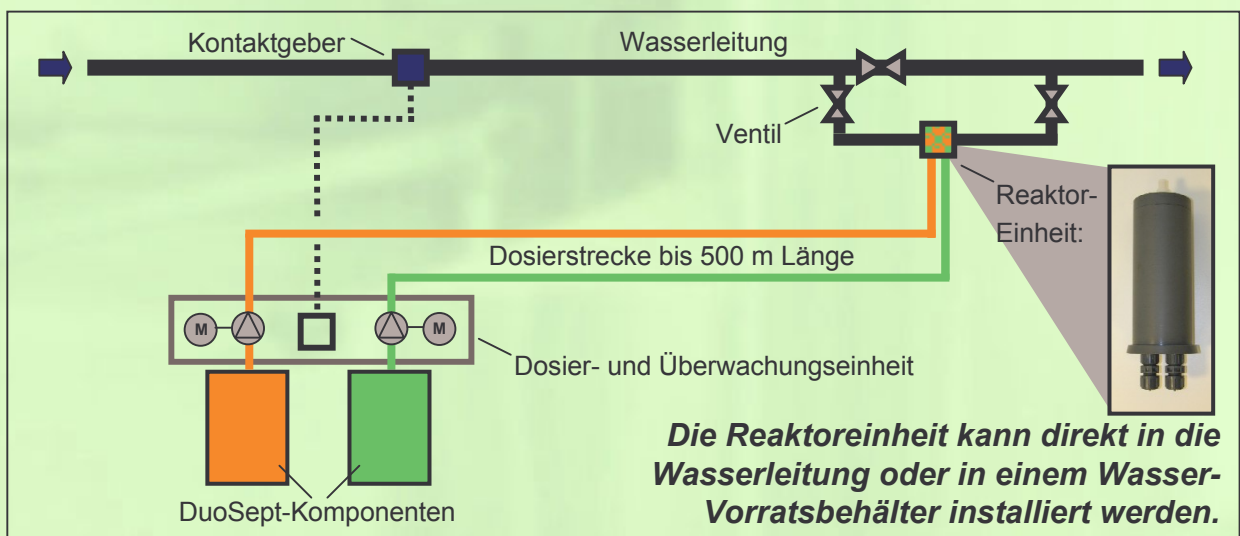 Kontaktgeber
Wasserleitung
Ventil
Reaktor-
Einheit:
Dosierstrecke bis 500 m Länge
M
M
Dosier- und Überwachungseinheit
DuoSept-Komponenten
Die Reaktoreinheit kann direkt in die
Wasserleitung oder in einem Wasser-
Vorratsbehälter installiert werden.